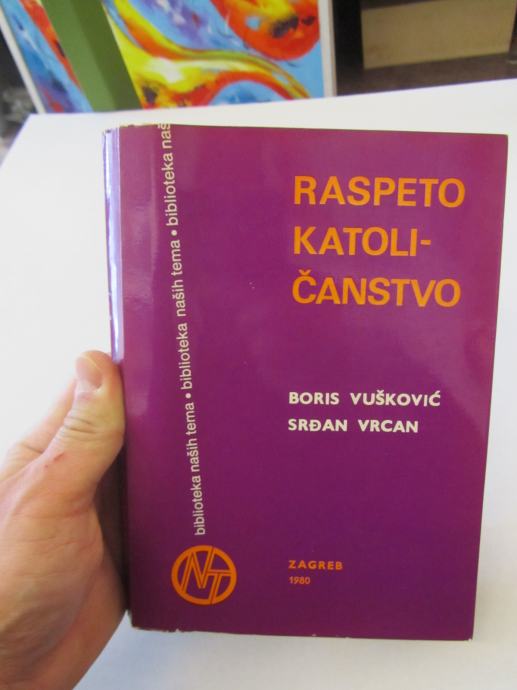 RASPETO
KATOLI-
ČANSTVO
BORIS VUŠKOVIĆ
SRĐAN VRCAN
ZAGREB
1980
biblioteka naših tema • biblioteka naših tema • biblioteka naš
NT